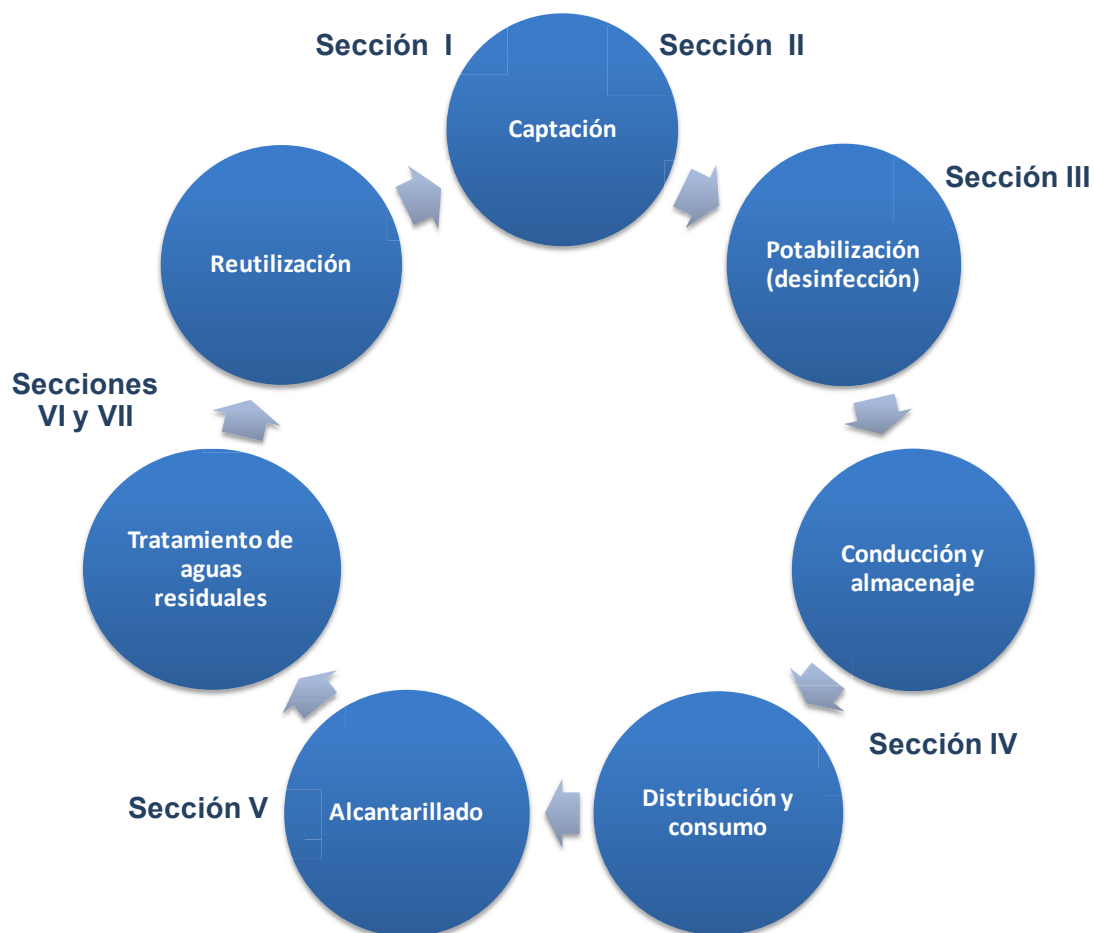 Sección I
Sección II
Captación
Sección III
Potabilización
(desinfección)
Reutilización
Secciones
VI y VII
Tratamiento de
aguas
residuales
Conducción y
almacenaje
Sección IV
Distribución y
consumo
Sección V
Alcantarillado